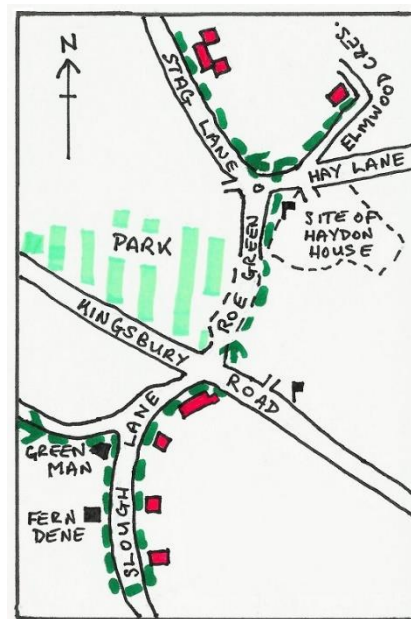 N
STAG LANE
ELMWOOD CRES.
HAY LANE
SITE OF
HAYDON
HOUSE
PARK
ROE GREEN
KINGSBURY ROAD
SLOUGH LANE
GREEN
MAN
FERN
DENE